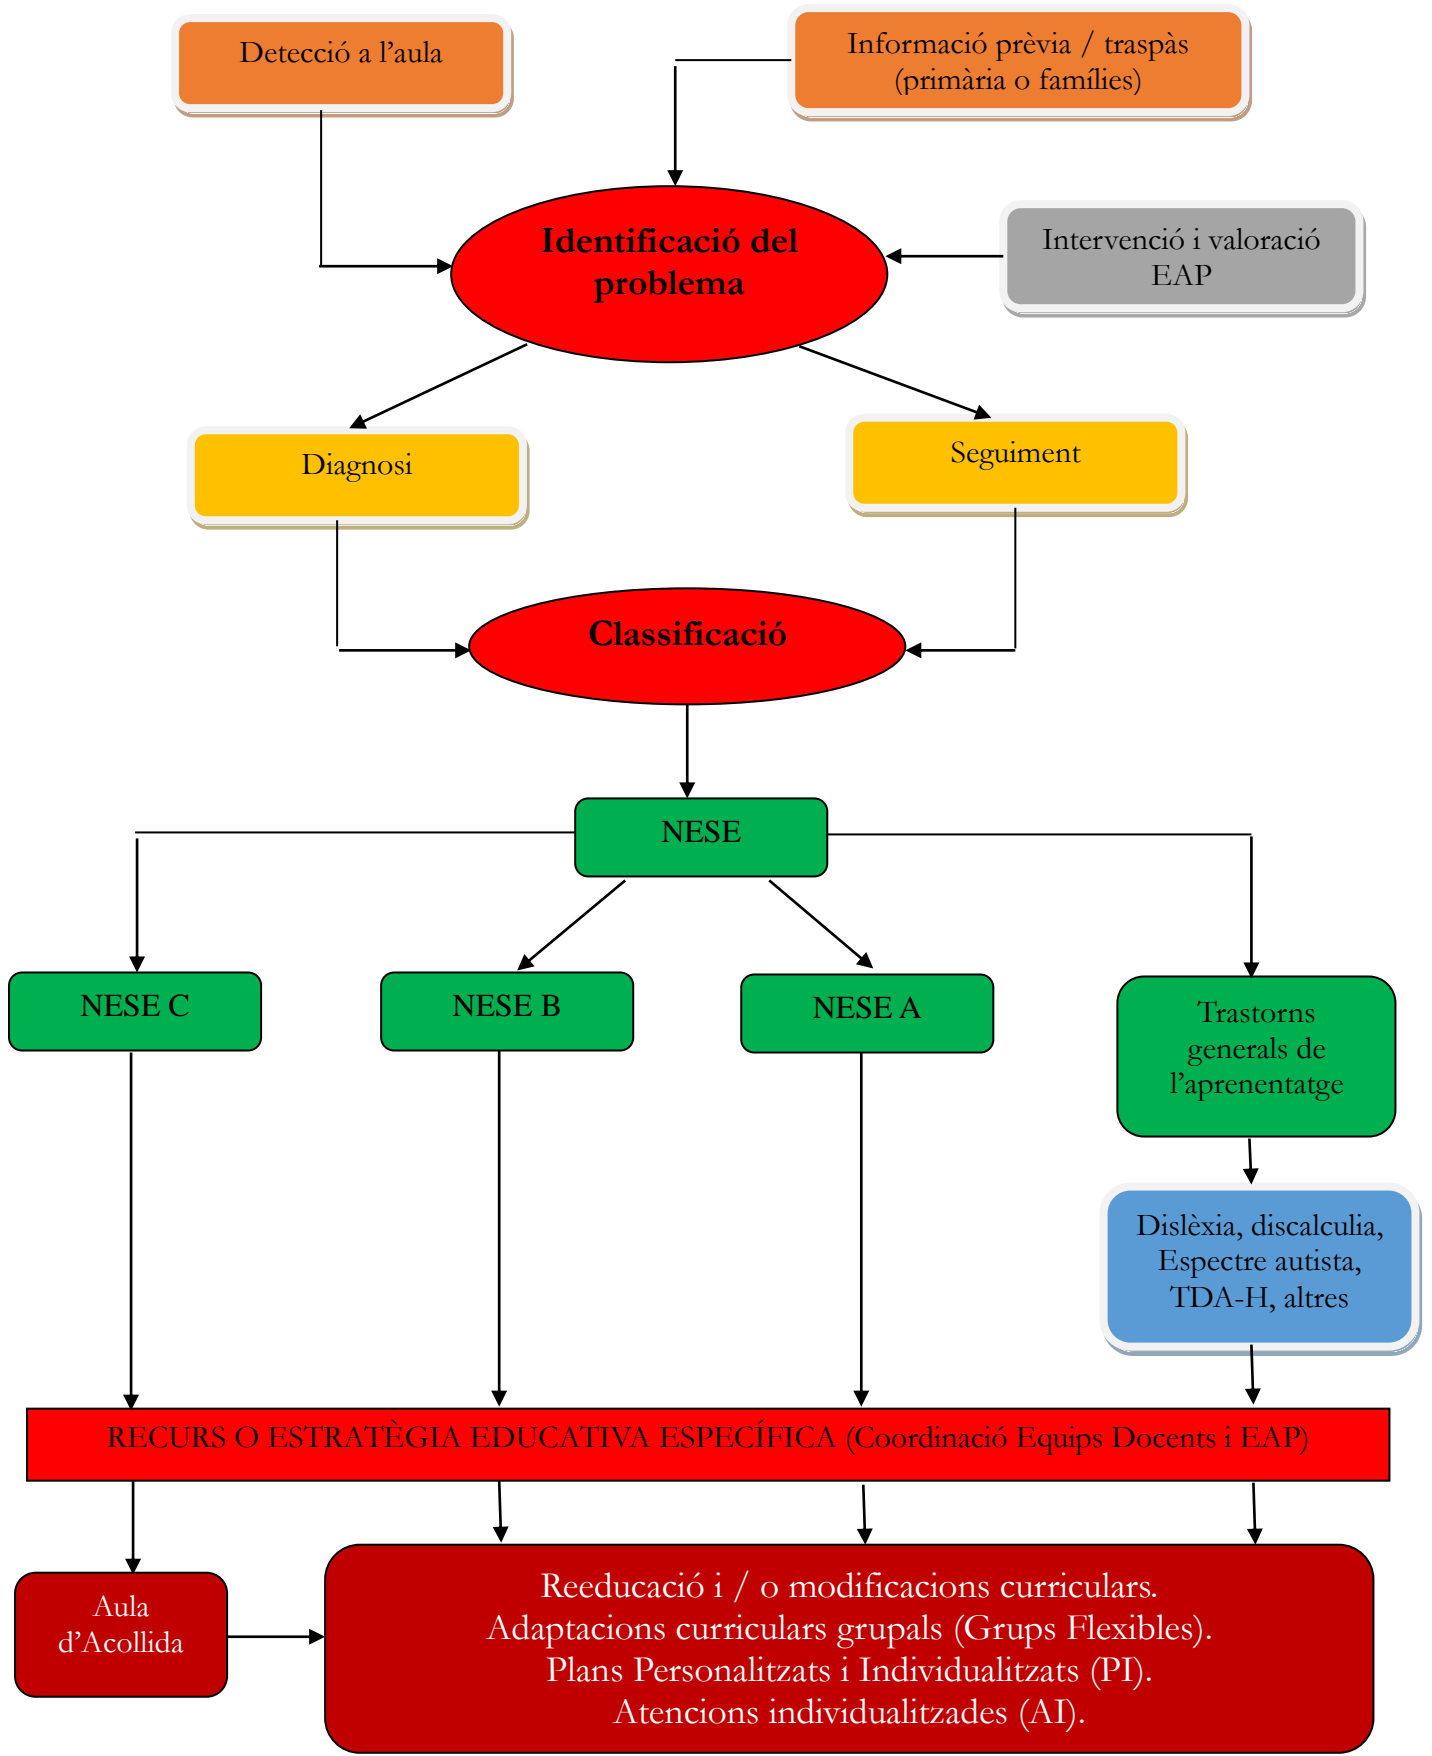 Detecció a l’aula
Informació prèvia / traspàs
(primària o famílies)
Identificació del
problema
Intervenció i valoració
EAP
Diagnosi
Seguiment
Classificació
NESE
NESE C
NESE B
NESE A
Trastorns
generals de
l’aprenentatge
Dislèxia, discalculia,
Espectre autista,
TDA-H, altres
RECURS O ESTRATÈGIA EDUCATIVA ESPECÍFICA (Coordinació Equips Docents i EAP)
Aula
d’Acollida
Reeducació i / o modificacions curriculars.
Adaptacions curriculars grupals (Grups Flexibles).
Plans Personalitzats i Individualitzats (PI).
Atencions individualitzades (AI).